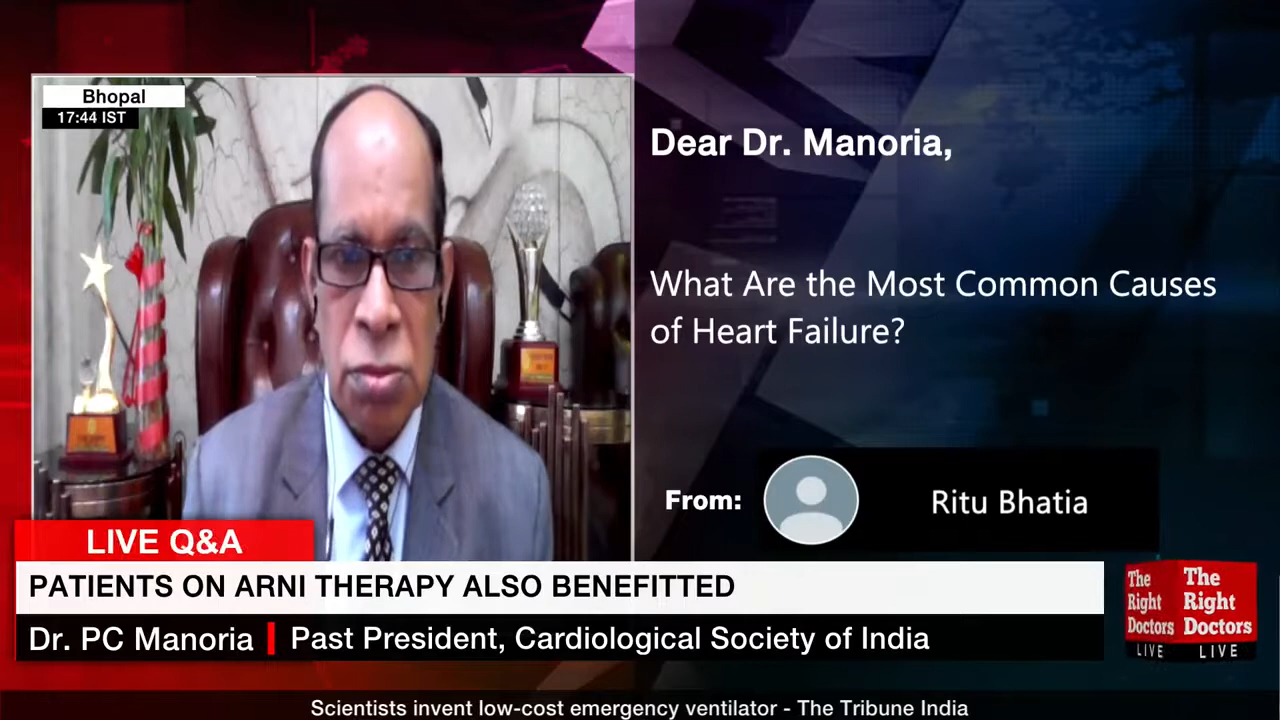 Bhopal
17:44 IST
Dear Dr. Manoria,
What Are the Most Common Causes
of Heart Failure?
From:
Ritu Bhatia
LIVE Q&A
PATIENTS ON ARNI THERAPY ALSO BENEFITTED
Dr. PC Manoria
Past President, Cardiological Society of India
The
Right
Doctors
LIVE
The
Right
Doctors
LIVE
Scientists invent low-cost emergency ventilator - The Tribune India